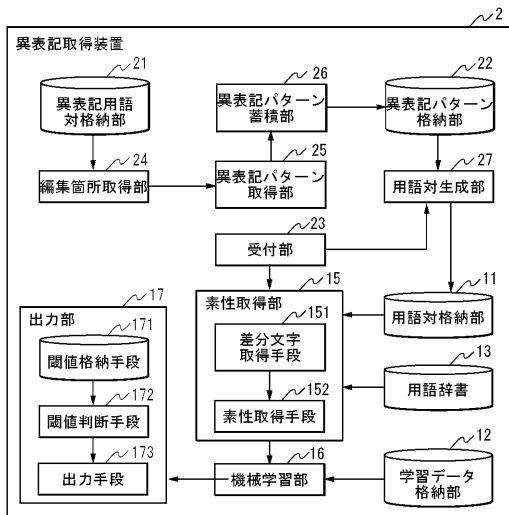 2
異表記取得装置
21
異表記用語
対格納部
26
異表記パターン
蓄積部
22
異表記パターン
格納部
24
編集箇所取得部
25
異表記パターン
取得部
27
用語対生成部
23
受付部
17
出力部
171
閾値格納手段
172
閾値判断手段
173
出力手段
15
素性取得部
151
差分文字
取得手段
152
素性取得手段
11
用語対格納部
13
用語辞書
16
機械学習部
12
学習データ
格納部